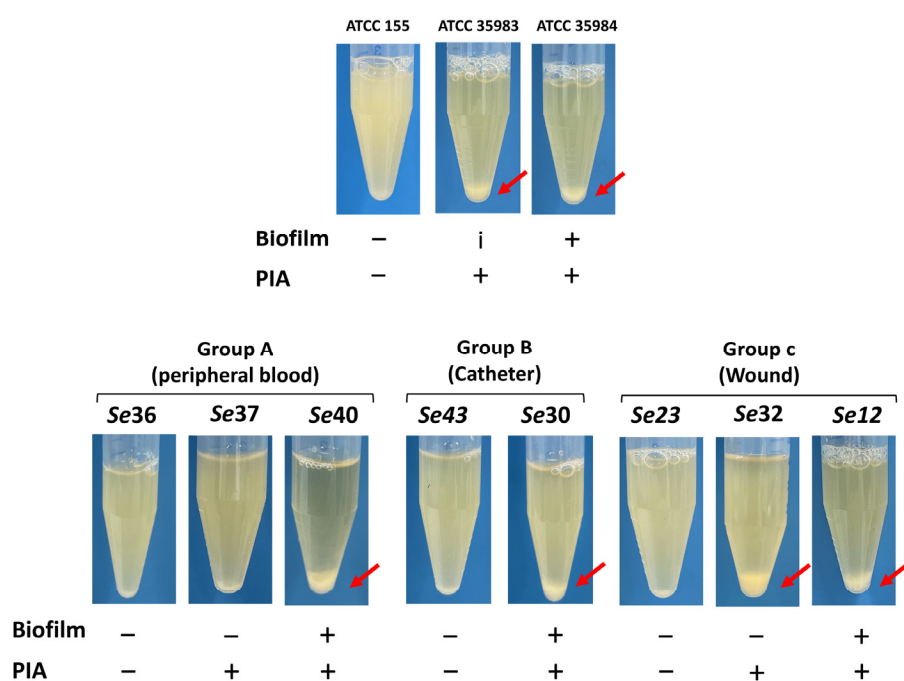 ATCC 155 ATCC 35983 ATCC 35984
Biofilm – i +
PIA – + +
Group A Group B Group c
(peripheral blood) (Catheter) (Wound)
Se36 Se37 Se40 Se43 Se30 Se23 Se32 Se12
Biofilm – – + – + – – +
PIA – + + – + – + +